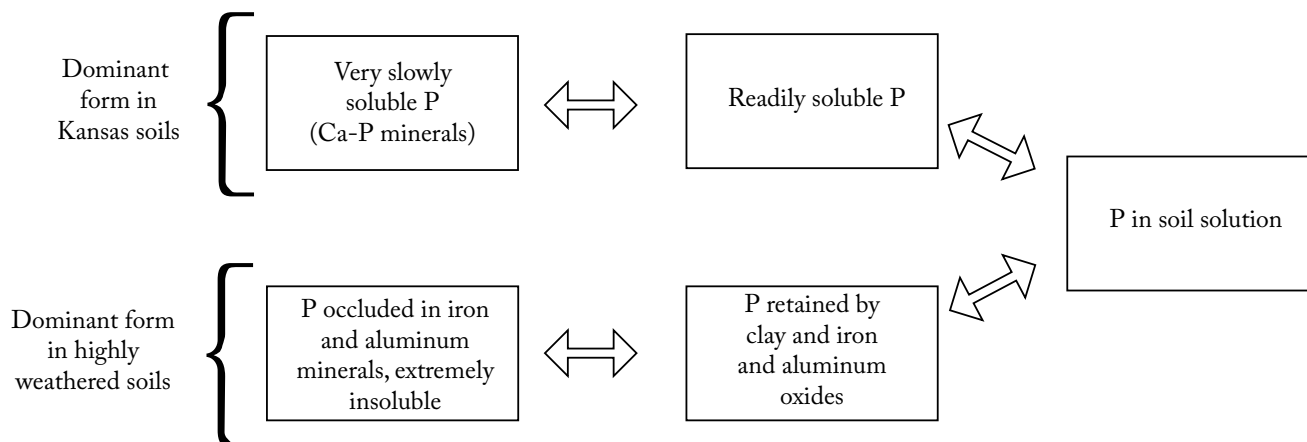 Dominant
form in
Kansas soils
Very slowly
soluble P
(Ca-P minerals)
Readily soluble P
P in soil solution
Dominant form
in highly
weathered soils
P occluded in iron
and aluminum
minerals, extremely
insoluble
P retained by
clay and iron
and aluminum
oxides